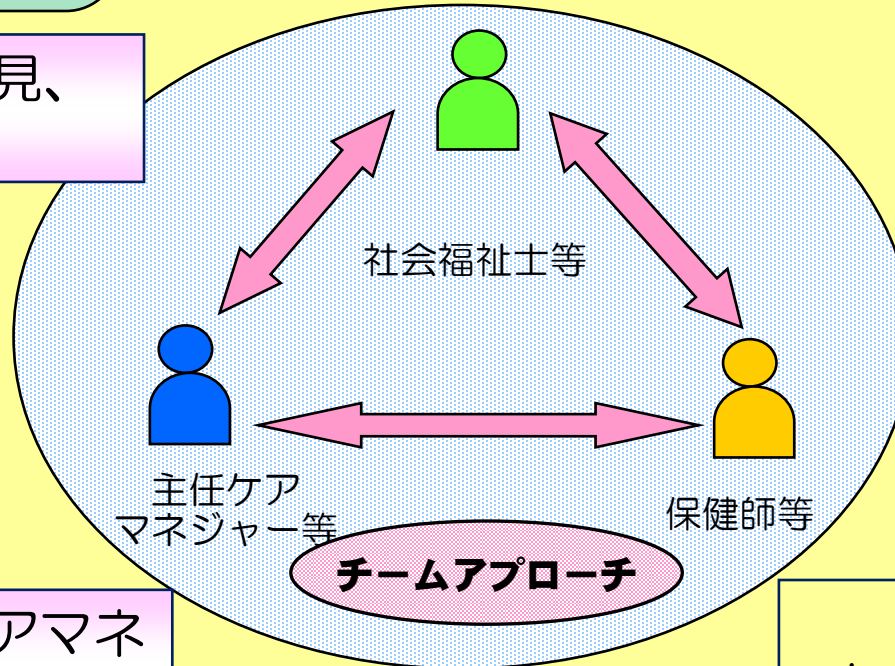 見、
社会福祉士等
主任ケア
マネジャー等
保健師等
チームアプローチ
アマネ